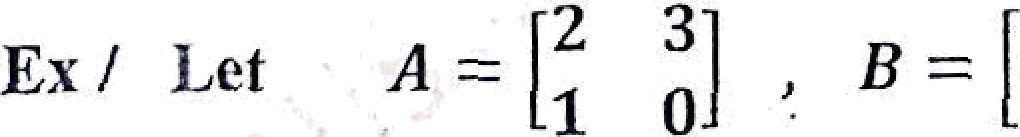 Ex / Let A = [2 3
1 0] , B = [